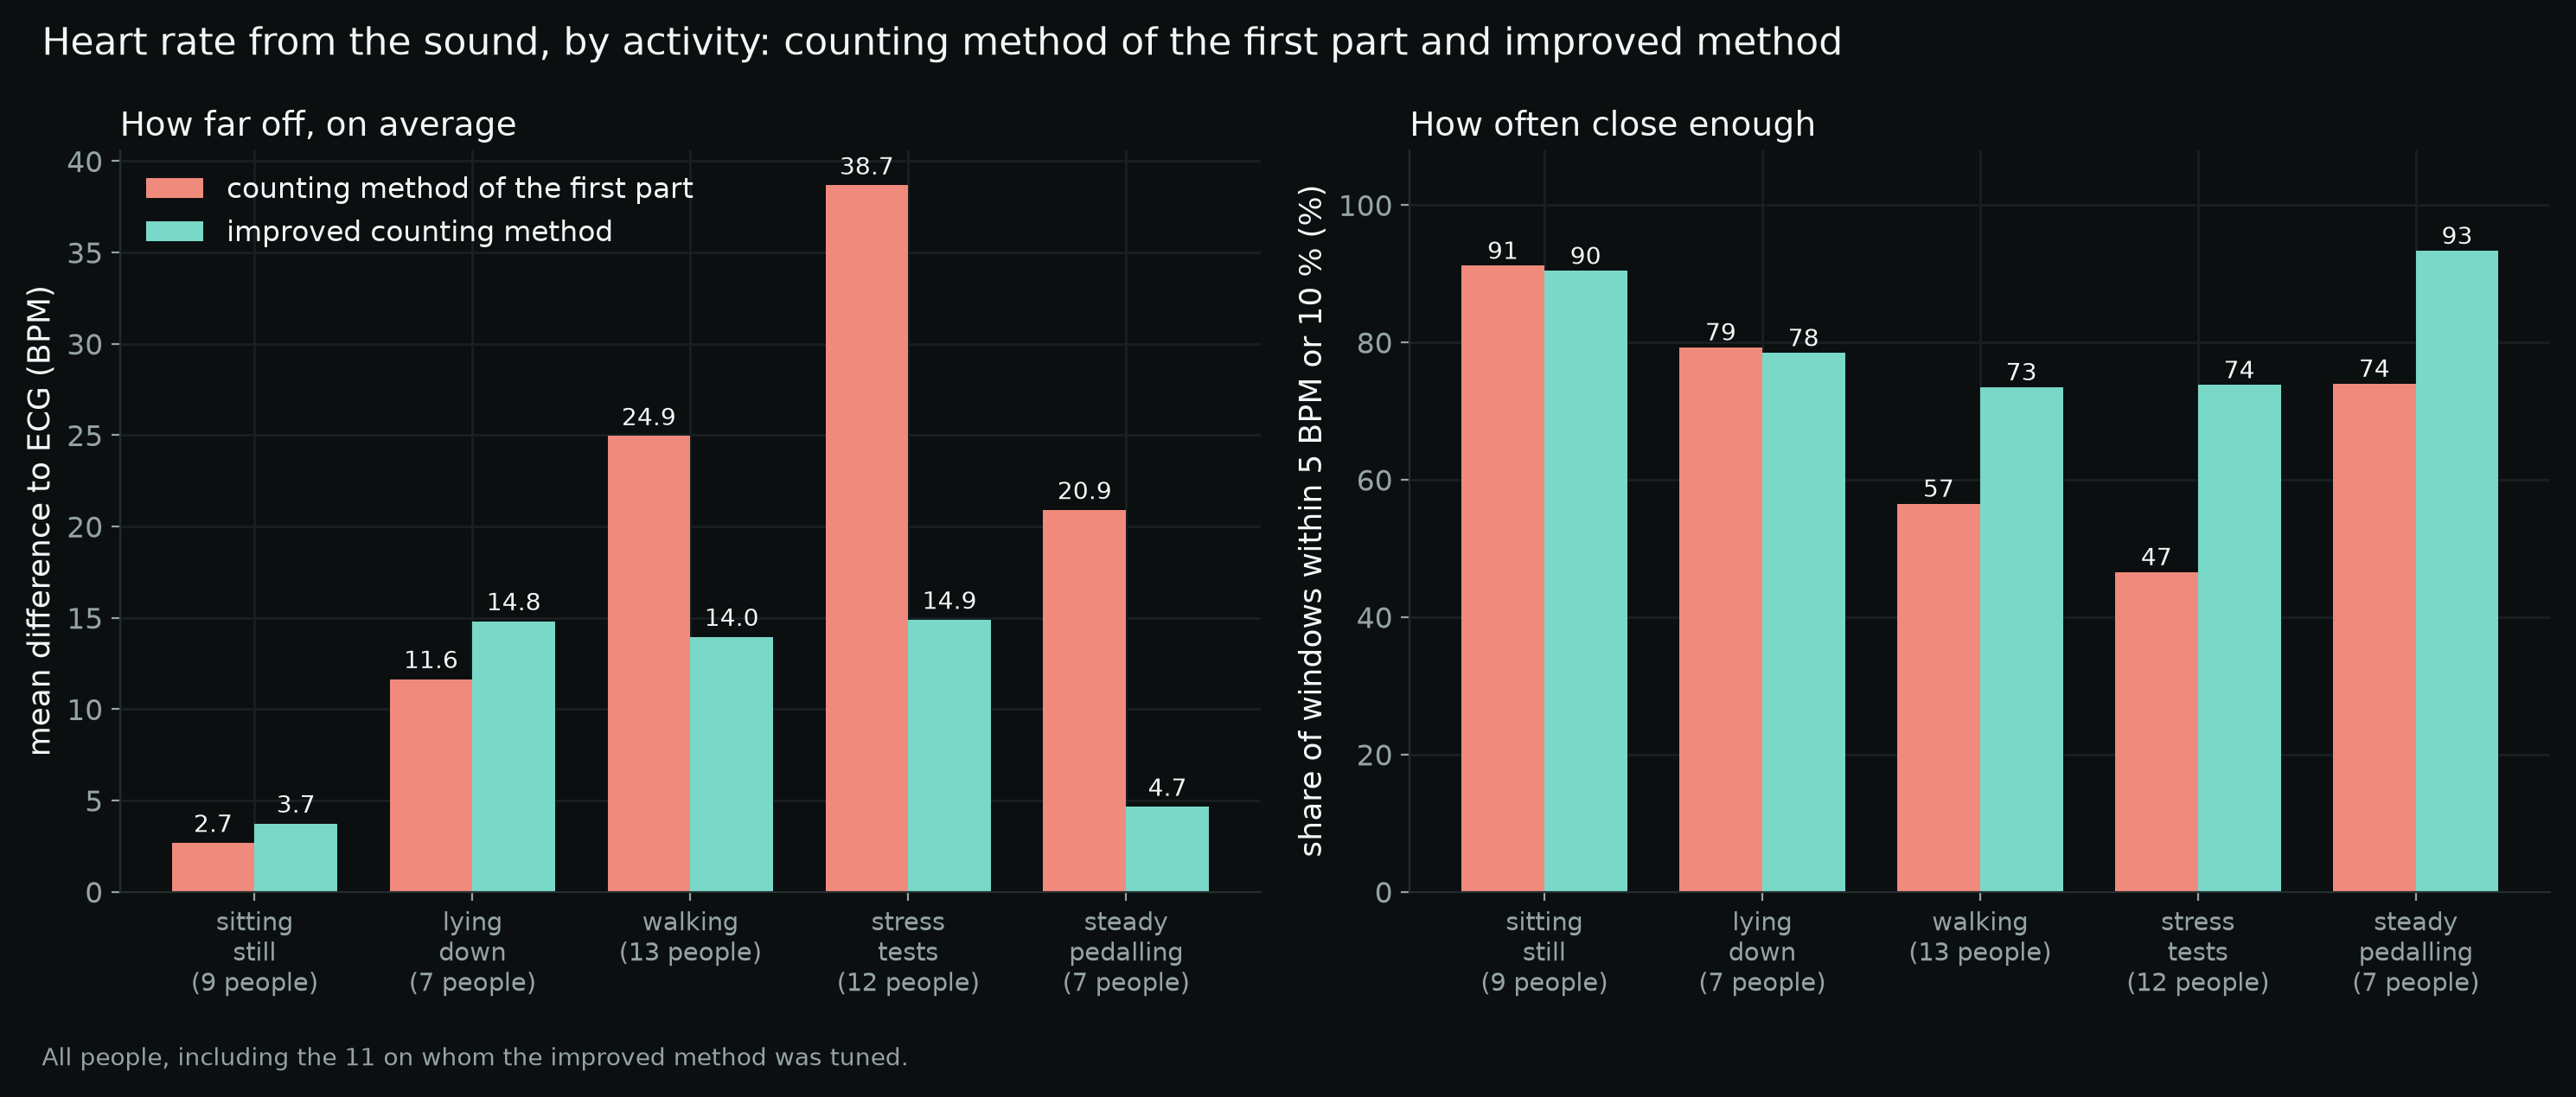 Heart rate from the sound, by activity: counting method of the first part and improved method
How far off, on average
mean difference to ECG (BPM)
40
35
30
25
20
15
10
5
0
counting method of the first part
improved counting method
2.7
3.7
11.6
14.8
24.9
14.0
38.7
14.9
20.9
4.7
sitting
still
(9 people)
lying
down
(7 people)
walking
(13 people)
stress
tests
(12 people)
steady
pedalling
(7 people)
How often close enough
share of windows within 5 BPM or 10 % (%)
100
80
60
40
20
0
91
90
79
78
57
73
47
74
74
93
sitting
still
(9 people)
lying
down
(7 people)
walking
(13 people)
stress
tests
(12 people)
steady
pedalling
(7 people)
All people, including the 11 on whom the improved method was tuned.